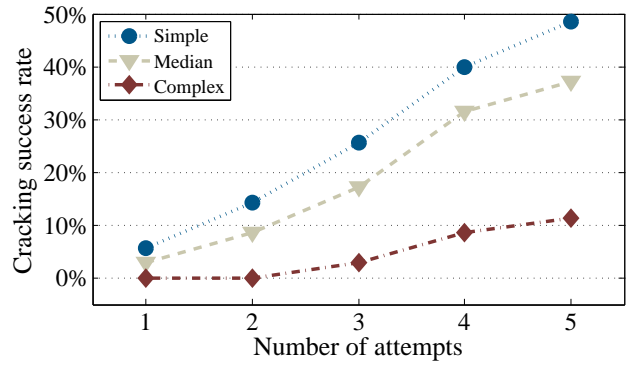 50%
40%
30%
20%
10%
0%
Cracking success rate
Simple
Median
Complex
1 2 3 4 5
Number of attempts